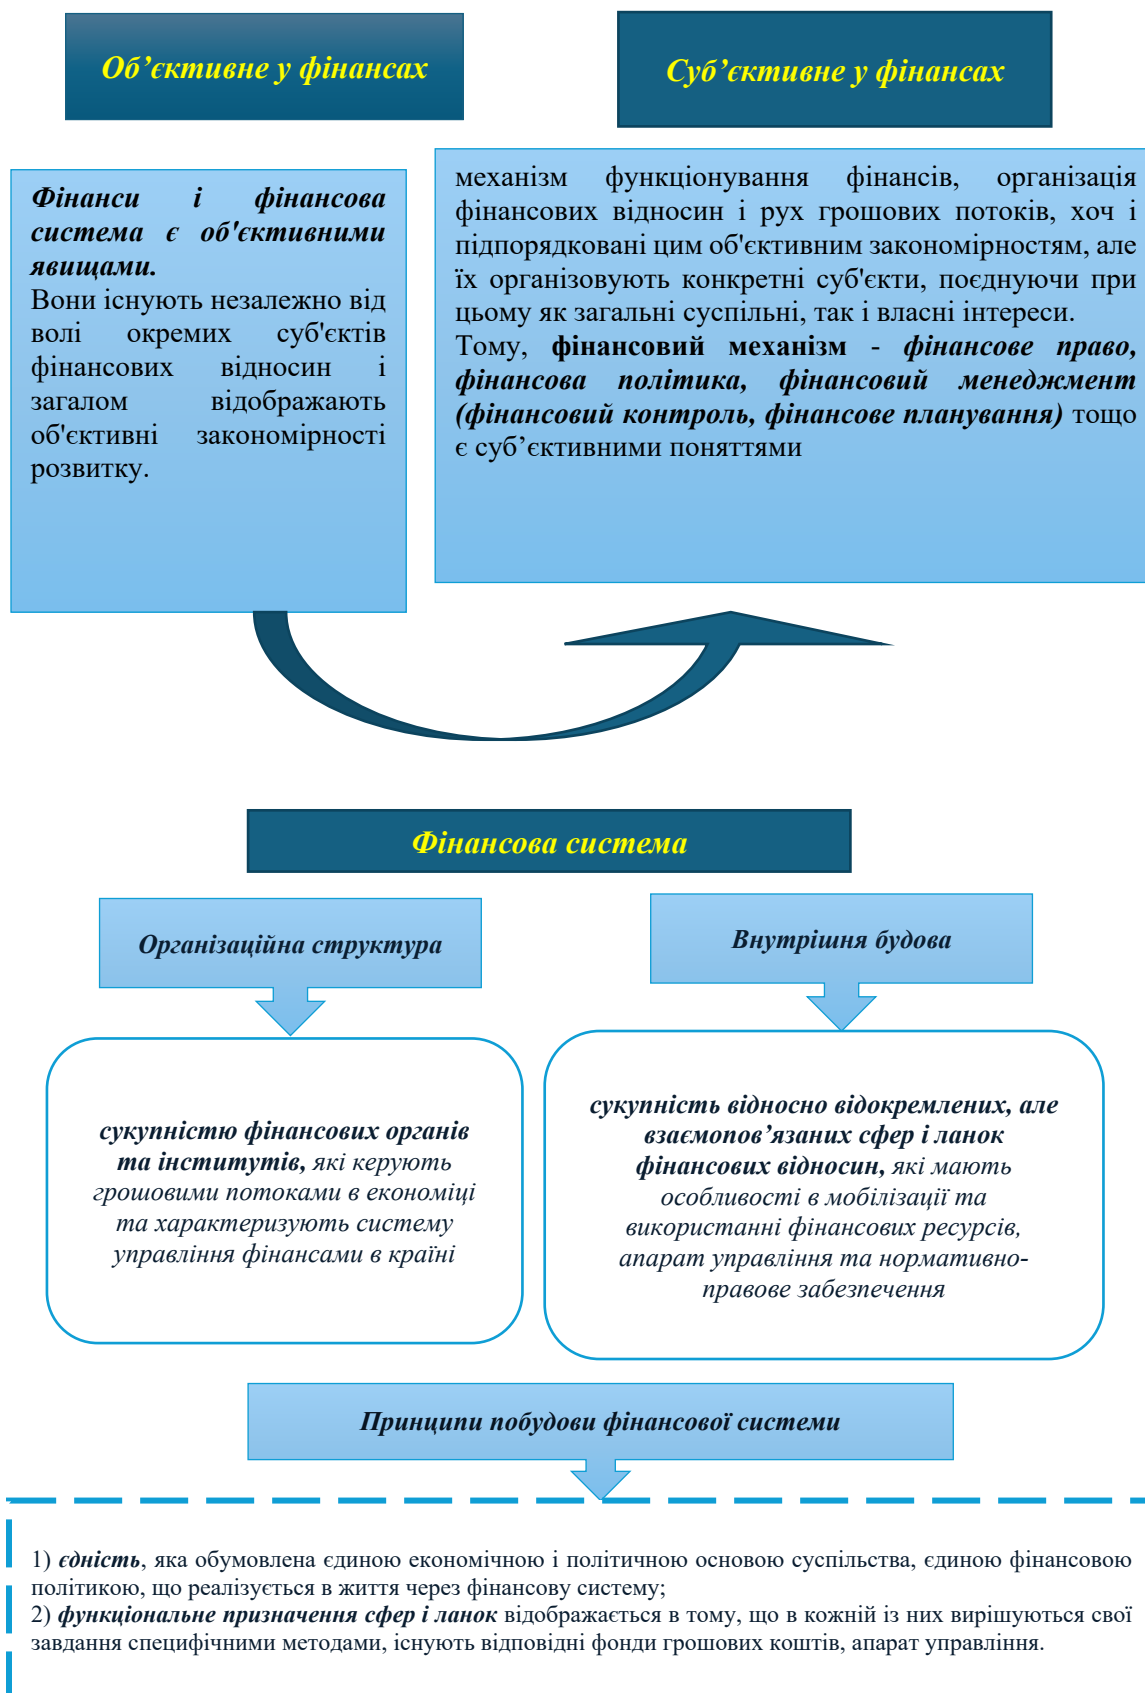 Об’єктивне у фінансах
Суб’єктивне у фінансах
Фінанси і фінансова
система є об'єктивними
явищами.
Вони існують незалежно від
волі окремих суб'єктів
фінансових відносин і
загалом відображають
об'єктивні закономірності
розвитку.
механізм функціонування фінансів, організація
фінансових відносин і рух грошових потоків, хоч і
підпорядковані цим об'єктивним закономірностям, але
їх організовують конкретні суб'єкти, поєднуючи при
цьому як загальні суспільні, так і власні інтереси.
Тому, фінансовий механізм - фінансове право,
фінансова політика, фінансовий менеджмент
(фінансовий контроль, фінансове планування) тощо
є суб’єктивними поняттями
Фінансова система
Організаційна структура
Внутрішня будова
сукупністю фінансових органів
та інститутів, які керують
грошовими потоками в економіці
та характеризують систему
управління фінансами в країні
сукупність відносно відокремлених, але
взаємопов’язаних сфер і ланок
фінансових відносин, які мають
особливості в мобілізації та
використанні фінансових ресурсів,
апарат управління та нормативно-
правове забезпечення
Принципи побудови фінансової системи
1) єдність, яка обумовлена єдиною економічною і політичною основою суспільства, єдиною фінансовою
політикою, що реалізується в життя через фінансову систему;
2) функціональне призначення сфер і ланок відображається в тому, що в кожній із них вирішуються свої
завдання специфічними методами, існують відповідні фонди грошових коштів, апарат управління.